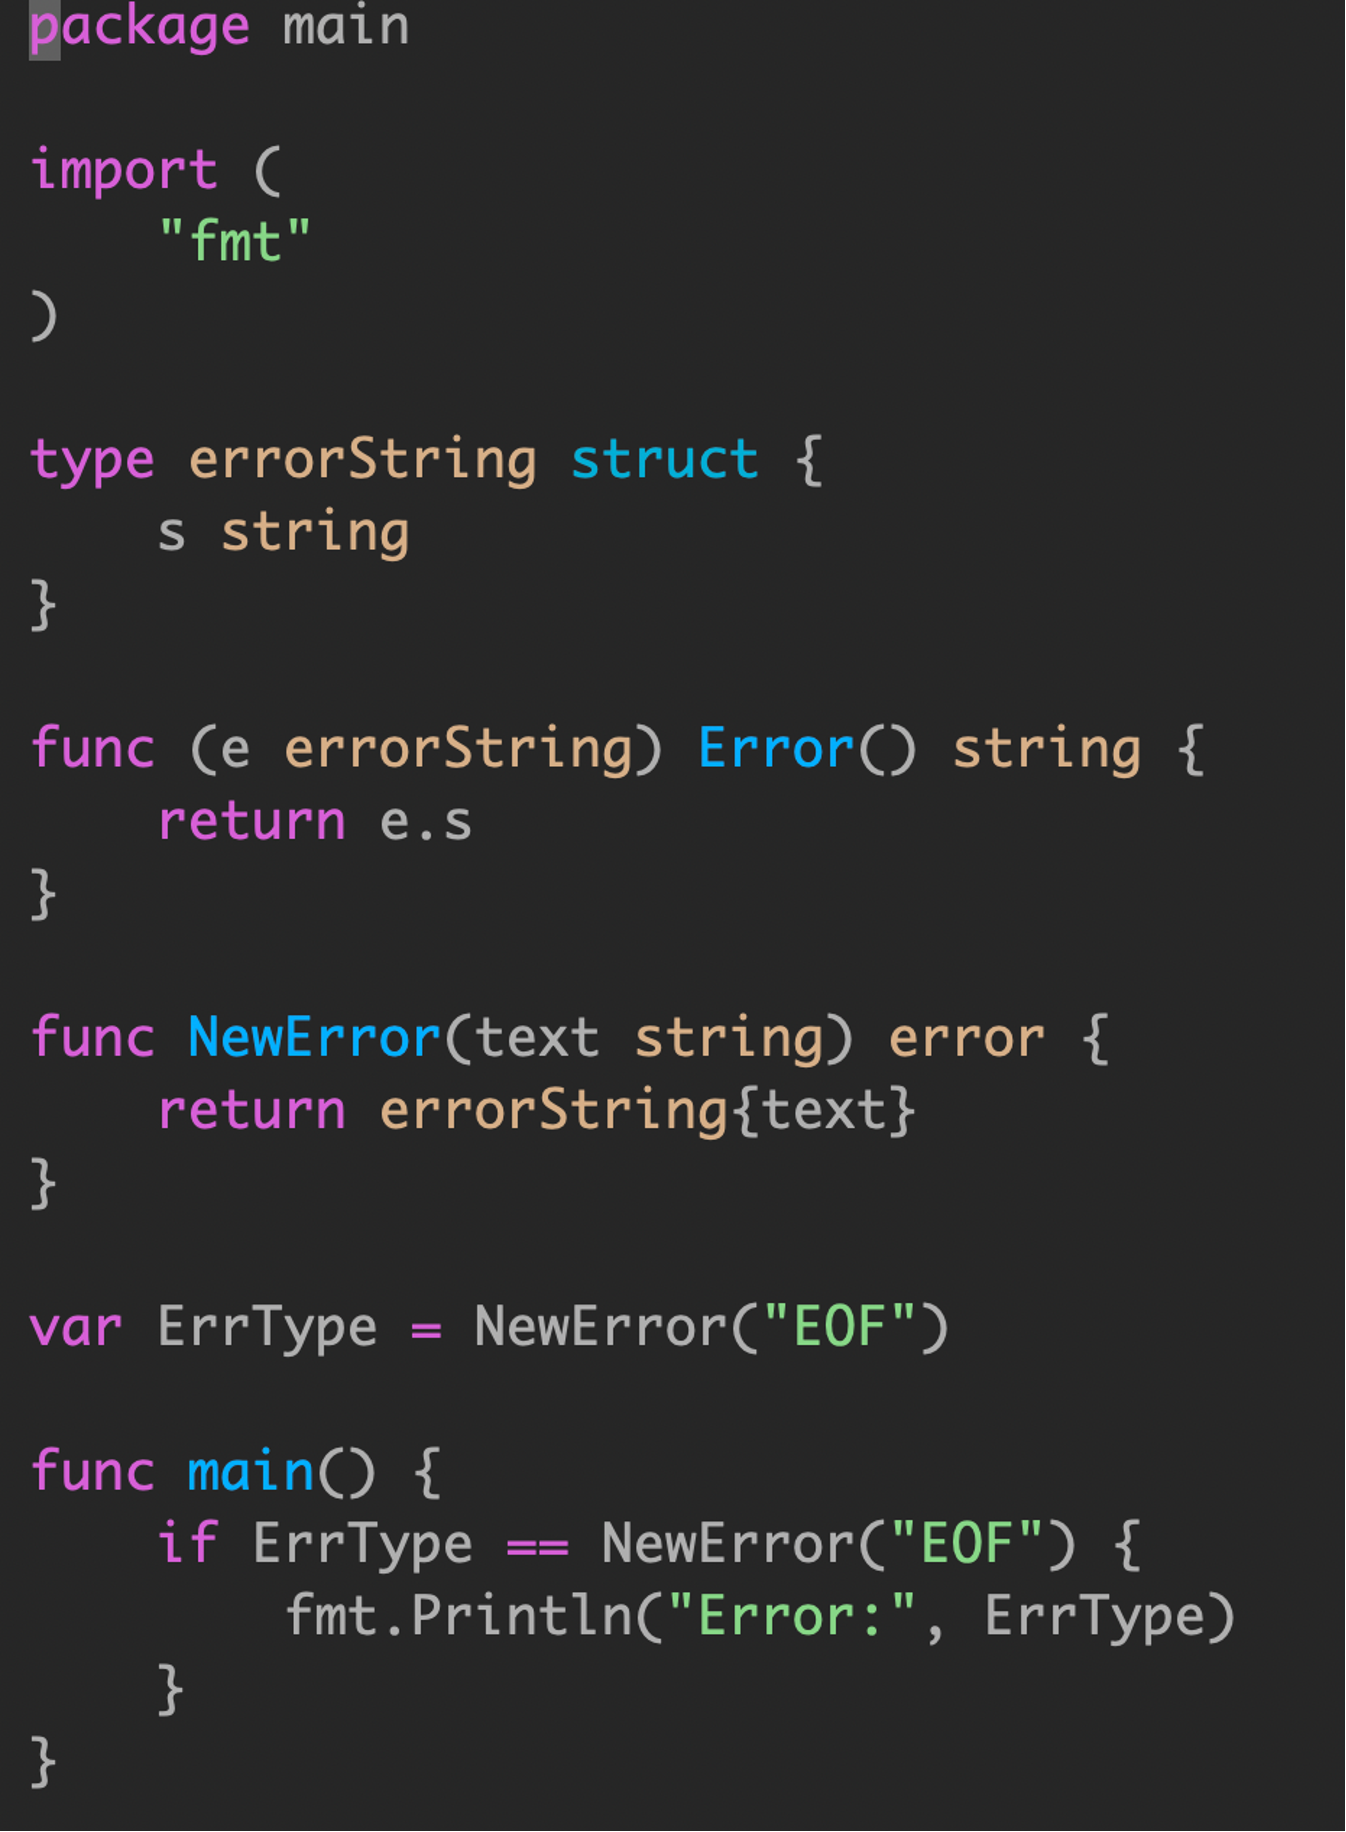 package main
import (
    "fmt"
)
type errorString struct {
    s string
}
func (e errorString) Error() string {
    return e.s
}
func NewError(text string) error {
    return errorString{text}
}
var ErrType = NewError("EOF")
func main() {
    if ErrType == NewError("EOF") {
        fmt.Println("Error:", ErrType)
    }
}